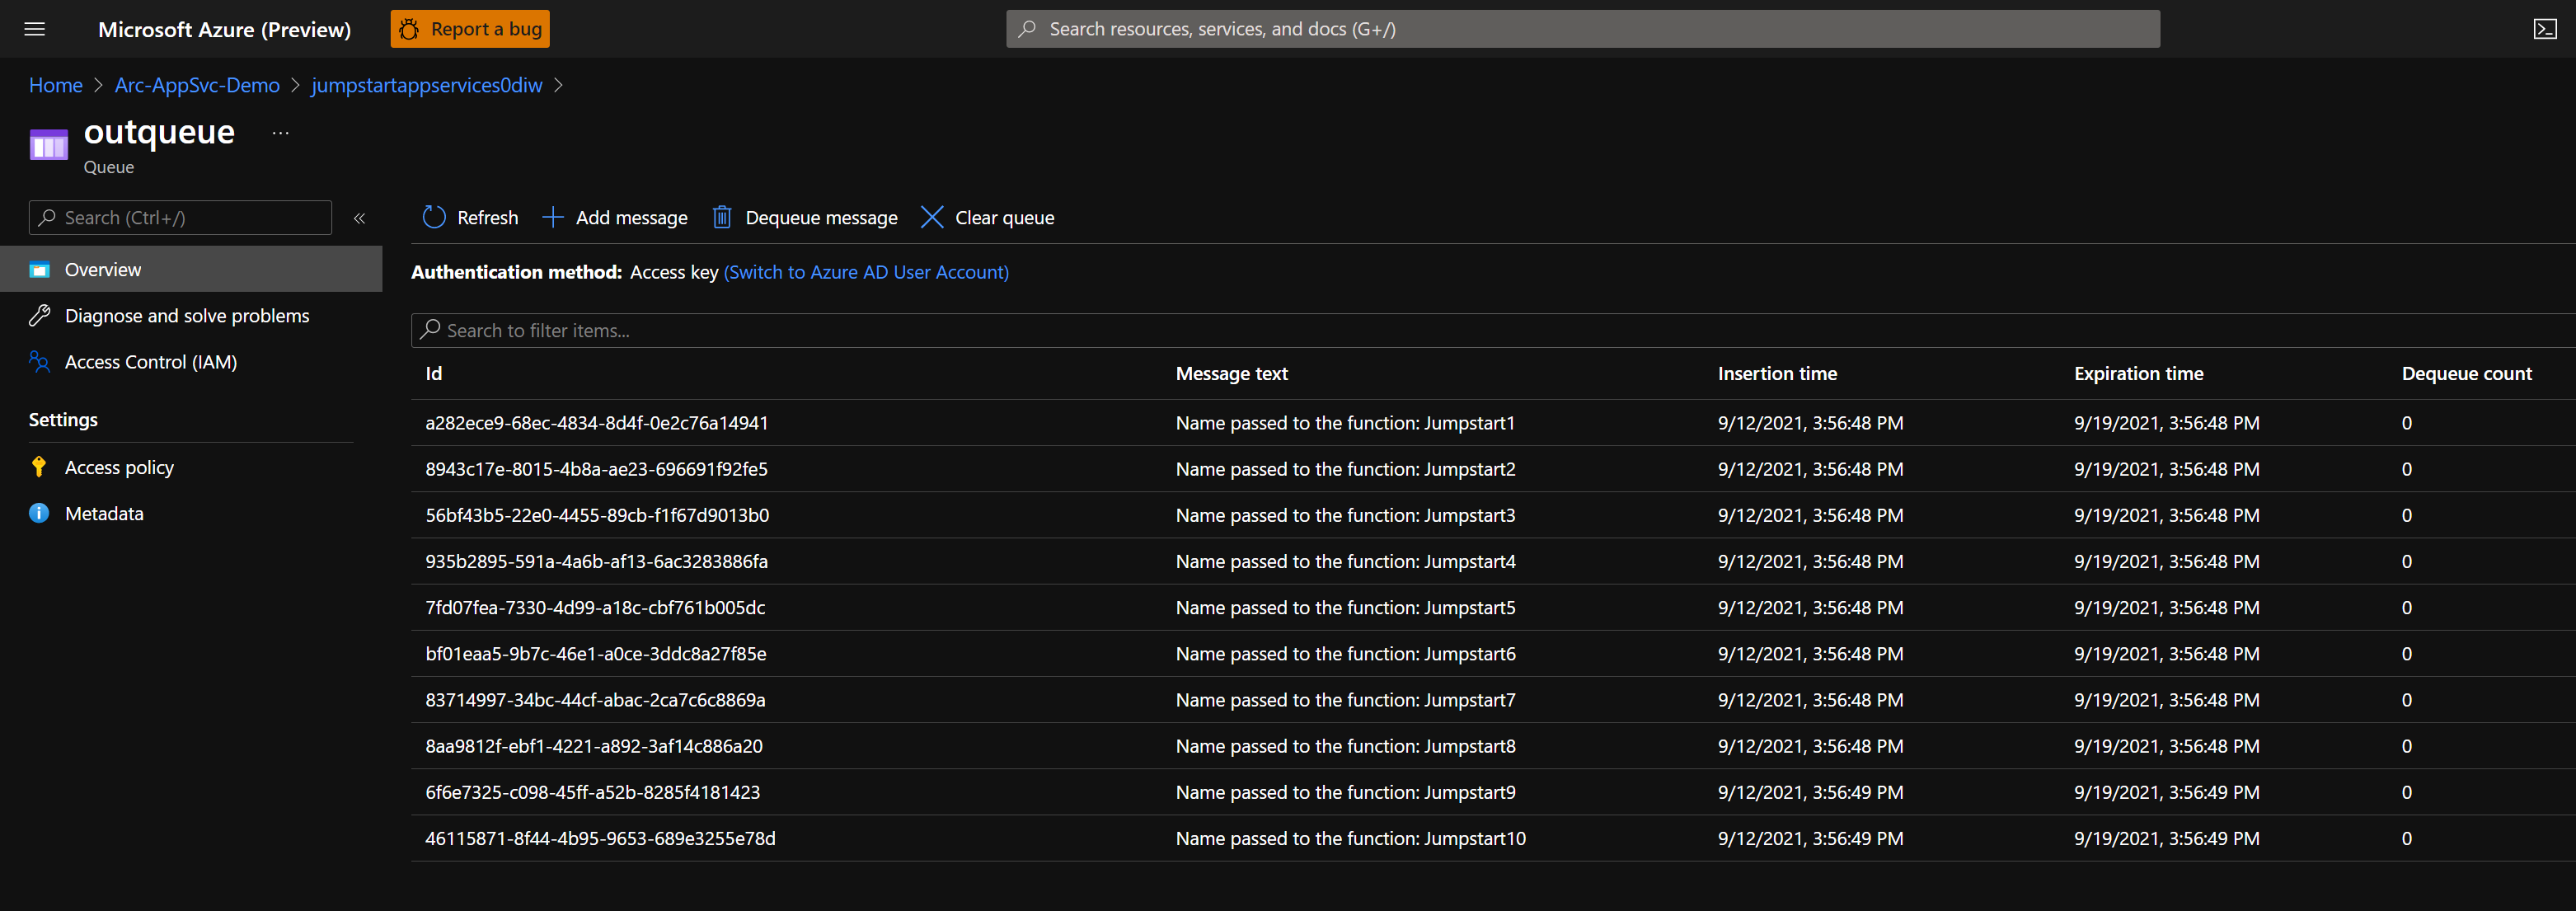 Microsoft Azure (Preview) Report a bug Search resources, services, and docs (G+/)
Home > Arc-AppSvc-Demo > jumpstartappservices0diw >
outqueue ...
Queue
Search (Ctrl+/) «
Refresh Add message Dequeue message Clear queue
Overview
Authentication method: Access key (Switch to Azure AD User Account)
Diagnose and solve problems
Search to filter items...
Access Control (IAM)
Settings
Access policy
Metadata
Id Message text Insertion time Expiration time Dequeue count
a282ece9-68ec-4834-8d4f-0e2c76a14941 Name passed to the function: Jumpstart1 9/12/2021, 3:56:48 PM 9/19/2021, 3:56:48 PM 0
8943c17e-8015-4b8a-ae23-696691f92fe5 Name passed to the function: Jumpstart2 9/12/2021, 3:56:48 PM 9/19/2021, 3:56:48 PM 0
56bf43b5-22e0-4455-89cb-f1f67d9013b0 Name passed to the function: Jumpstart3 9/12/2021, 3:56:48 PM 9/19/2021, 3:56:48 PM 0
935b2895-591a-4a6b-af13-6ac3283886fa Name passed to the function: Jumpstart4 9/12/2021, 3:56:48 PM 9/19/2021, 3:56:48 PM 0
7fd07fea-7330-4d99-a18c-cbf761b005dc Name passed to the function: Jumpstart5 9/12/2021, 3:56:48 PM 9/19/2021, 3:56:48 PM 0
bf01eaa5-9b7c-46e1-a0ce-3ddc8a27f85e Name passed to the function: Jumpstart6 9/12/2021, 3:56:48 PM 9/19/2021, 3:56:48 PM 0
83714997-34bc-44cf-abac-2ca7c6c8869a Name passed to the function: Jumpstart7 9/12/2021, 3:56:48 PM 9/19/2021, 3:56:48 PM 0
8aa9812f-ebf1-4221-a892-3af14c886a20 Name passed to the function: Jumpstart8 9/12/2021, 3:56:48 PM 9/19/2021, 3:56:48 PM 0
6f6e7325-c098-45ff-a52b-8285f4181423 Name passed to the function: Jumpstart9 9/12/2021, 3:56:49 PM 9/19/2021, 3:56:49 PM 0
46115871-8f44-4b95-9653-689e3255e78d Name passed to the function: Jumpstart10 9/12/2021, 3:56:49 PM 9/19/2021, 3:56:49 PM 0